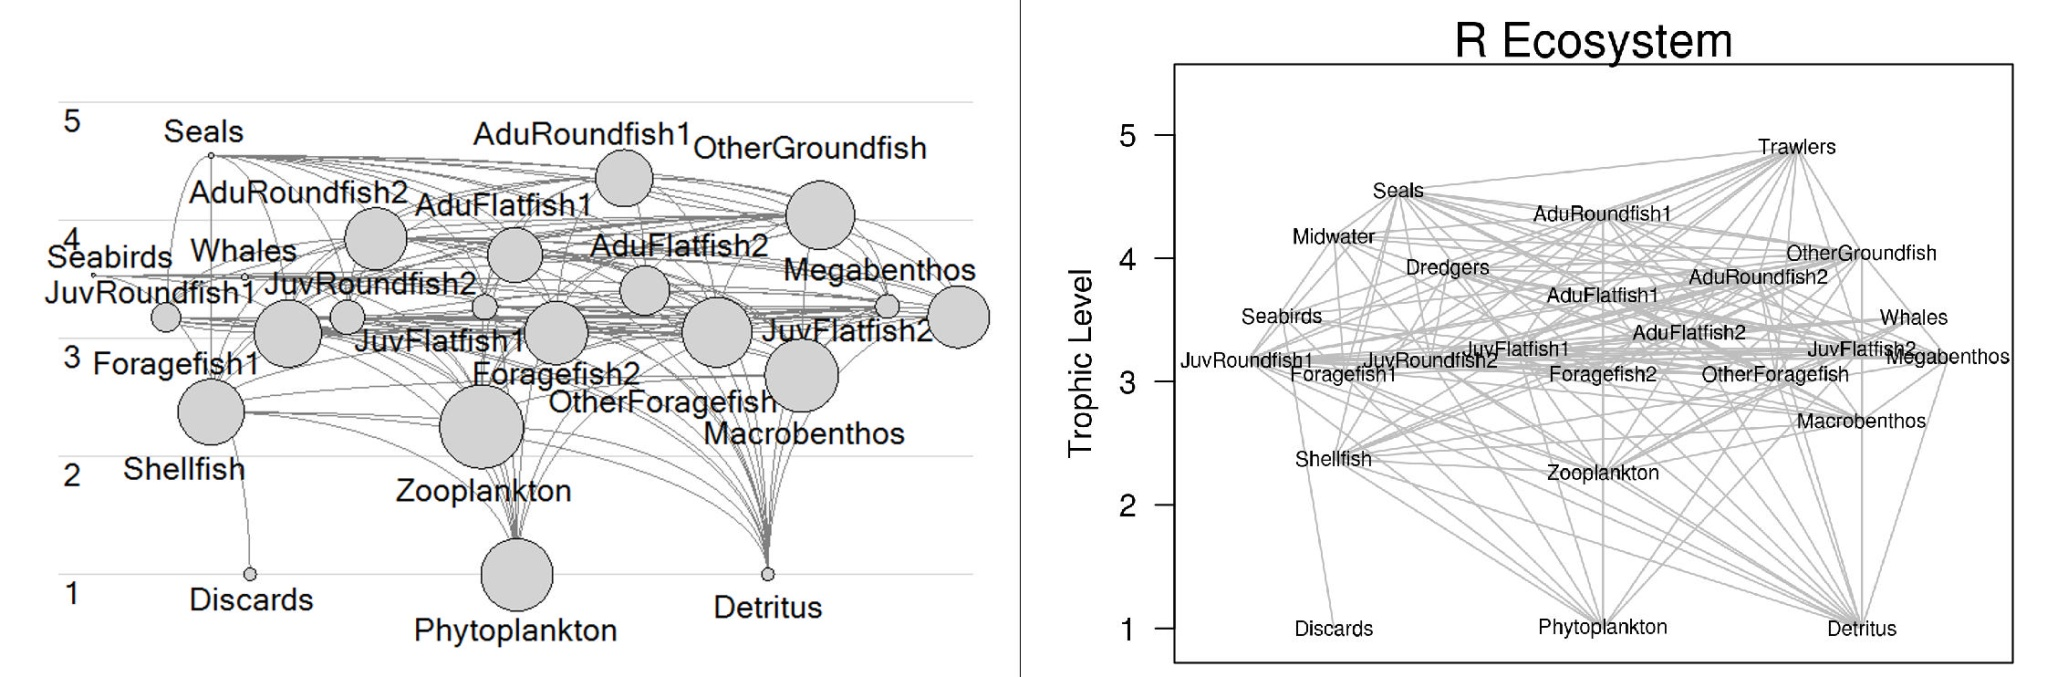 5
Seals
AduRoundfish1
OtherGroundfish
AduRoundfish2
AduFlatfish1
4
Seabirds
Whales
AduFlatfish2
Megabenthos
JuvRoundfish1
JuvRoundfish2
3
Foragefish1
JuvFlatfish1
JuvFlatfish2
Foragefish2
OtherForagefish
Macrobenthos
2
Shellfish
Zooplankton
1
Discards
Phytoplankton
Detritus
R Ecosystem
Trophic Level
5
4
3
2
1
Trawlers
Seals
AduRoundfish1
Midwater
OtherGroundfish
Dredgers
AduRoundfish2
AduFlatfish1
Seabirds
Whales
AduFlatfish2
JuvFlatfish1
JuvFlatfish2
JuvRoundfish1
JuvRoundfish2
Megabenthos
Foragefish1
Foragefish2
OtherForagefish
Macrobenthos
Shellfish
Zooplankton
Discards
Phytoplankton
Detritus